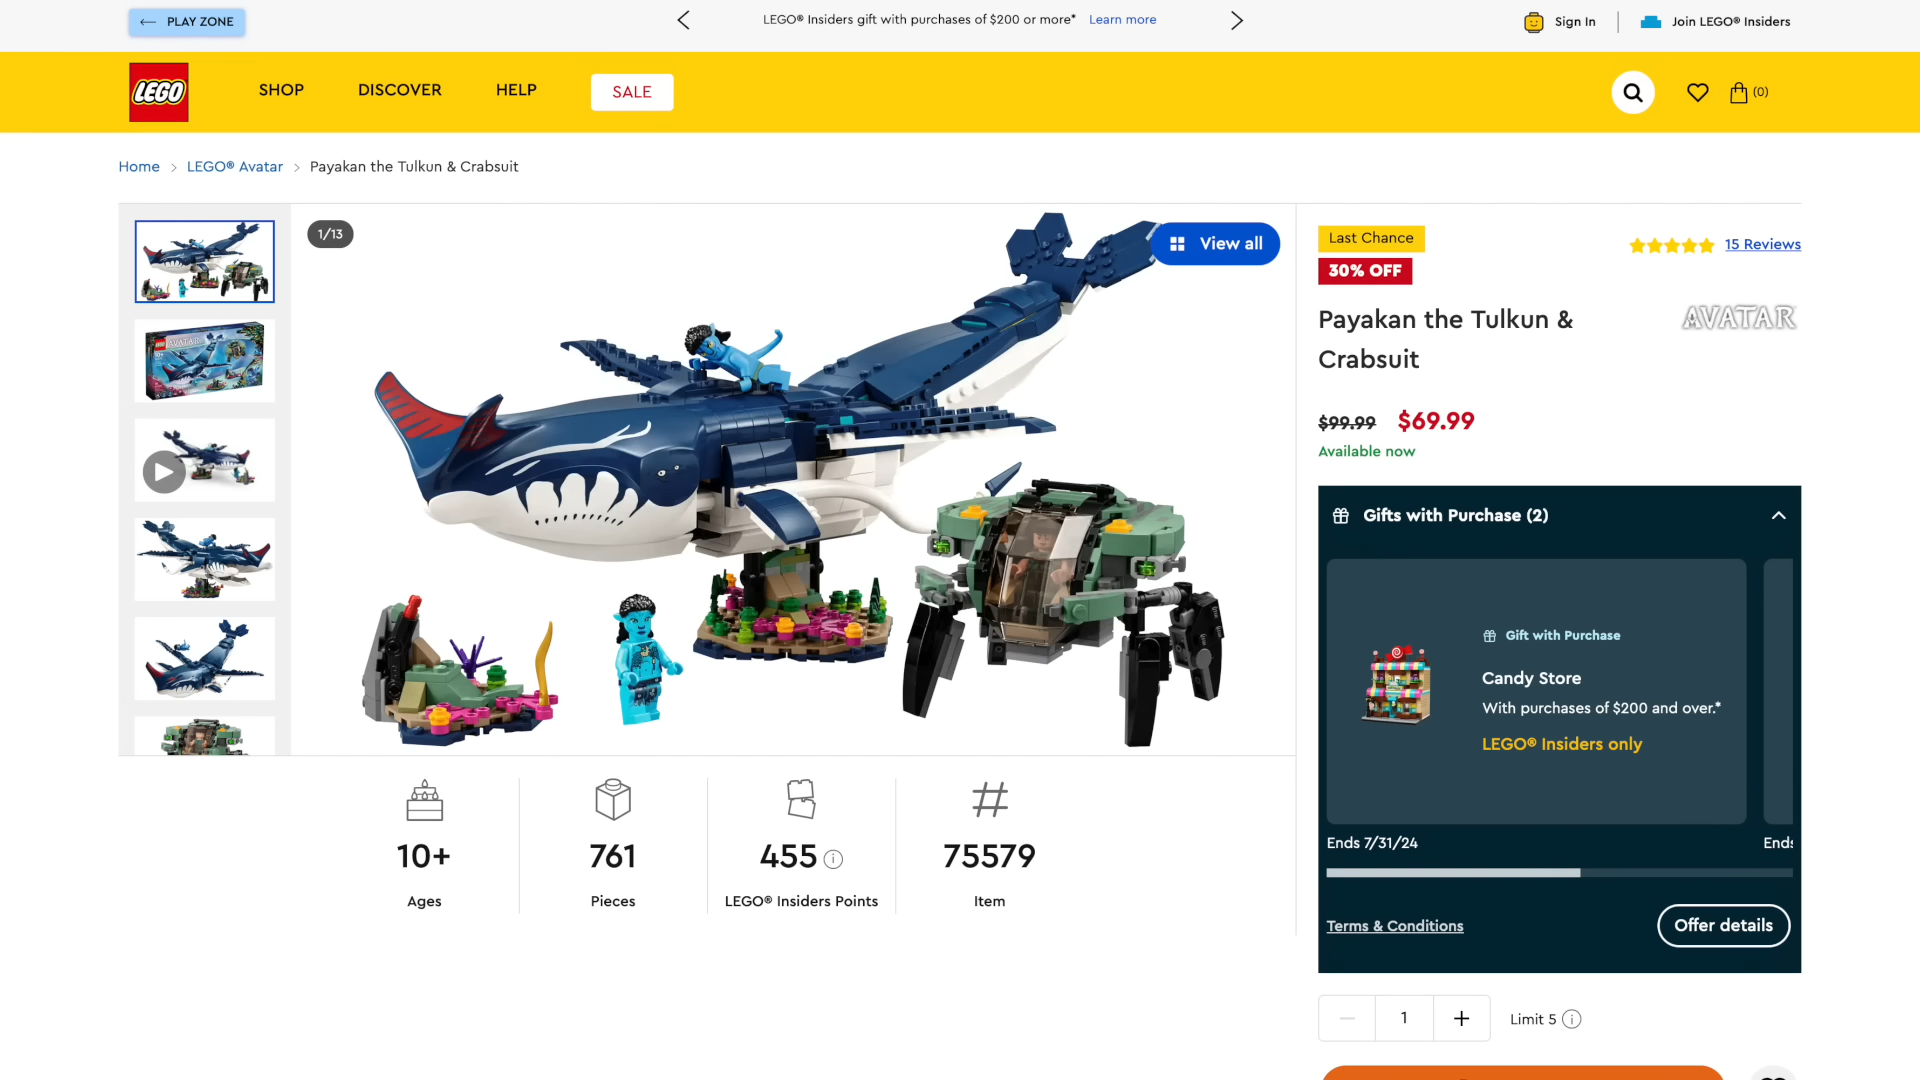 PLAY ZONE
LEGO® Insiders gift with purchases of $200 or more* Learn more
Sign In
Join LEGO® Insiders
LEGO
SHOP
DISCOVER
HELP
SALE
(0)
Home > LEGO® Avatar > Payakan the Tulkun & Crabsuit
1/13
View all
Last Chance
15 Reviews
30% OFF
Payakan the Tulkun &
Crabsuit
AVATAR
$99.99 $69.99
Available now
Gifts with Purchase (2)
Gift with Purchase
Candy Store
With purchases of $200 and over.*
LEGO® Insiders only
Ends 7/31/24
Ends
Terms & Conditions
Offer details
10+
Ages
761
Pieces
455
LEGO® Insiders Points
75579
Item
1
Limit 5